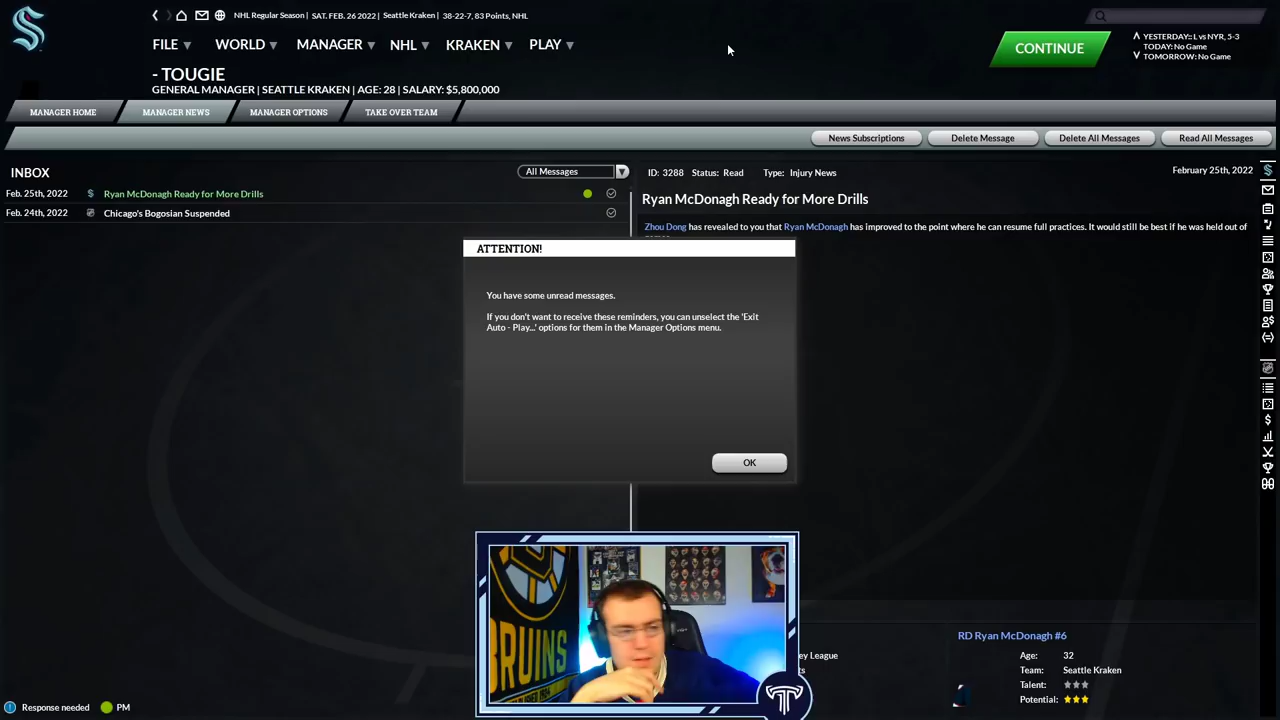 NHL Regular Season | SAT. FEB. 26 2022 | Seattle Kraken | 38-22-7, 83 Points, NHL
FILE WORLD MANAGER NHL KRAKEN PLAY
CONTINUE
YESTERDAY: L vs NYR, 5-3
TODAY: No Game
TOMORROW: No Game
- TOUGIE
GENERAL MANAGER | SEATTLE KRAKEN | AGE: 28 | SALARY: $5,800,000
MANAGER HOME MANAGER NEWS MANAGER OPTIONS TAKE OVER TEAM
News Subscriptions Delete Message Delete All Messages Read All Messages
INBOX
All Messages
ID: 3288 Status: Read Type: Injury News
February 25th, 2022
Feb. 25th, 2022 Ryan McDonagh Ready for More Drills
Feb. 24th, 2022 Chicago's Bogosian Suspended
Ryan McDonagh Ready for More Drills
Zhou Dong has revealed to you that Ryan McDonagh has improved to the point where he can resume full practices. It would still be best if he was held out of
ATTENTION!
You have some unread messages.
If you don't want to receive these reminders, you can unselect the 'Exit
Auto - Play...' options for them in the Manager Options menu.
OK
BRUINS
ey League
ts
RD Ryan McDonagh #6
Age: 32
Team: Seattle Kraken
Talent:
Potential:
Response needed PM